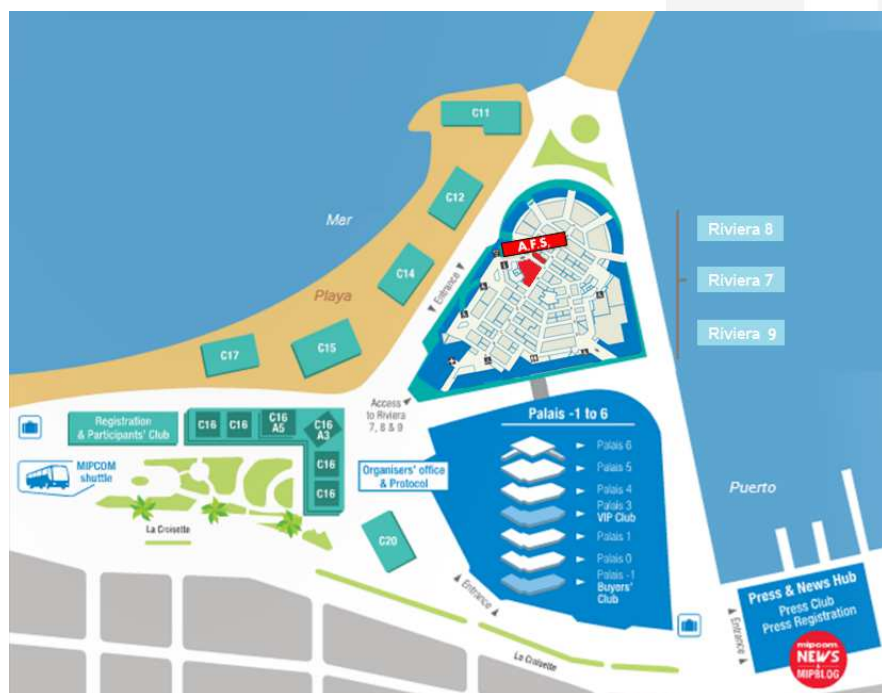 C11
C12
Mar
A.F.S.
Riviera 8
C14
Entrance
Riviera 7
Playa
Riviera 9
C15
C17
Access
to Riviera
7, 8 & 9
Registration
& Participants' Club
C16
C16
C16
A5
C16
A3
C16
C16
Palais -1 to 6
Palais 6
Palais 5
Palais 4
Palais 3
VIP Club
Palais 1
Palais 0
Palais -1
Buyers'
Club
MIPCOM
shuttle
Organisers' office
& Protocol
Puerto
La Croisette
C20
Entrance
La Croisette
Entrance
Press & News Hub
Press Club
Press Registration
mipcom
NEWS
&
MIPBLOG